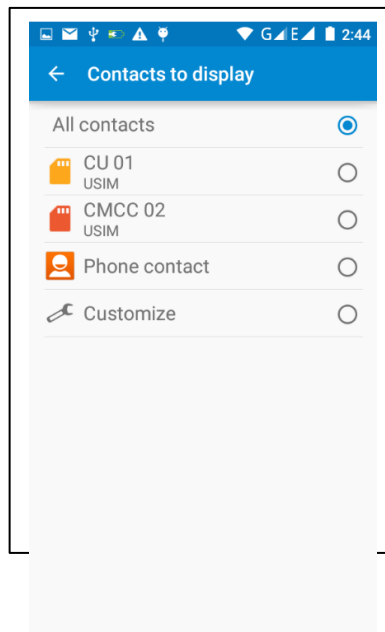 G E 2:44
Contacts to display
All contacts
CU 01
USIM
CMCC 02
USIM
Phone contact
Customize